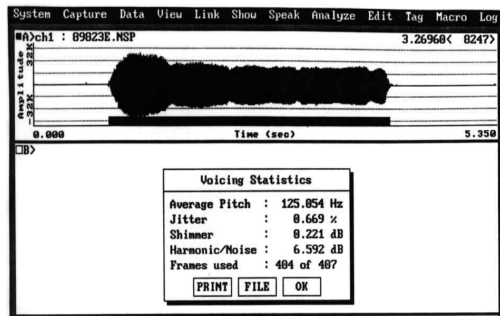 System Capture Data View Link Show Speak Analyze Edit Tag Macro Log
A>ch1 : 09023E.NSP 3.26960< 8247>
Amplitude
-32K 32K
0.000 Time (sec) 5.350
B>
Voicing Statistics
Average Pitch : 125.054 Hz
Jitter : 0.669 %
Shimmer : 0.221 dB
Harmonic/Noise : 6.592 dB
Frames used : 404 of 407
PRINT FILE OK